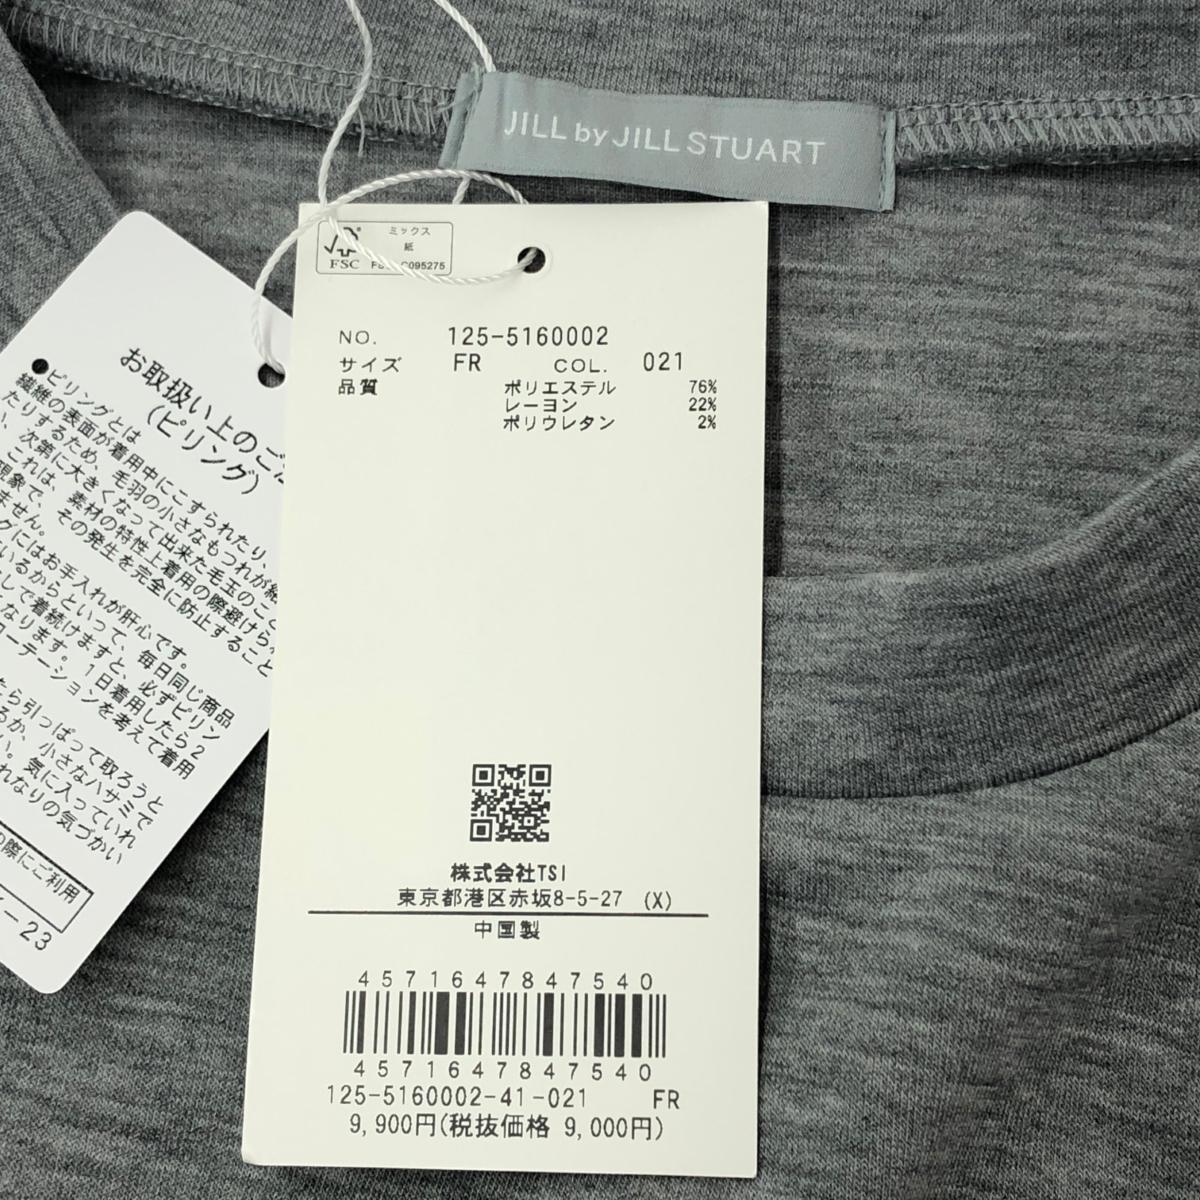 JILL by JILL STUART
FSC
ミックス
紙
C095275
NO. 125-5160002
サイズ FR COL. 021
品質 ポリエステル 76%
レーヨン 22%
ポリウレタン 2%
株式会社TSI
東京都港区赤坂8-5-27 (X)
中国製
4571647847540
4571647847540
125-5160002-41-021 FR
9,900円(税抜価格 9,000円)
お取扱い上のご
(ピリング)
●ピリングとは
繊維の表面が着用中にこすられたり、
たりするため、毛羽の小さなもつれが
、次第に大きくなって出来た毛玉のこと
これは、素材の特性上着用の際避けら
現象で、その発生を完全に防止すること
ません。
グにはお手入れが肝心です。
いるからといって、毎日同じ商品
して着続けますと、必ずピリン
なります。1日着用したら2
ローテーションを考えて着用
たら引っぱって取ろうと
るか、小さなハサミで
い。気に入っていれ
れなりの気づかい
の際にご利用
-23